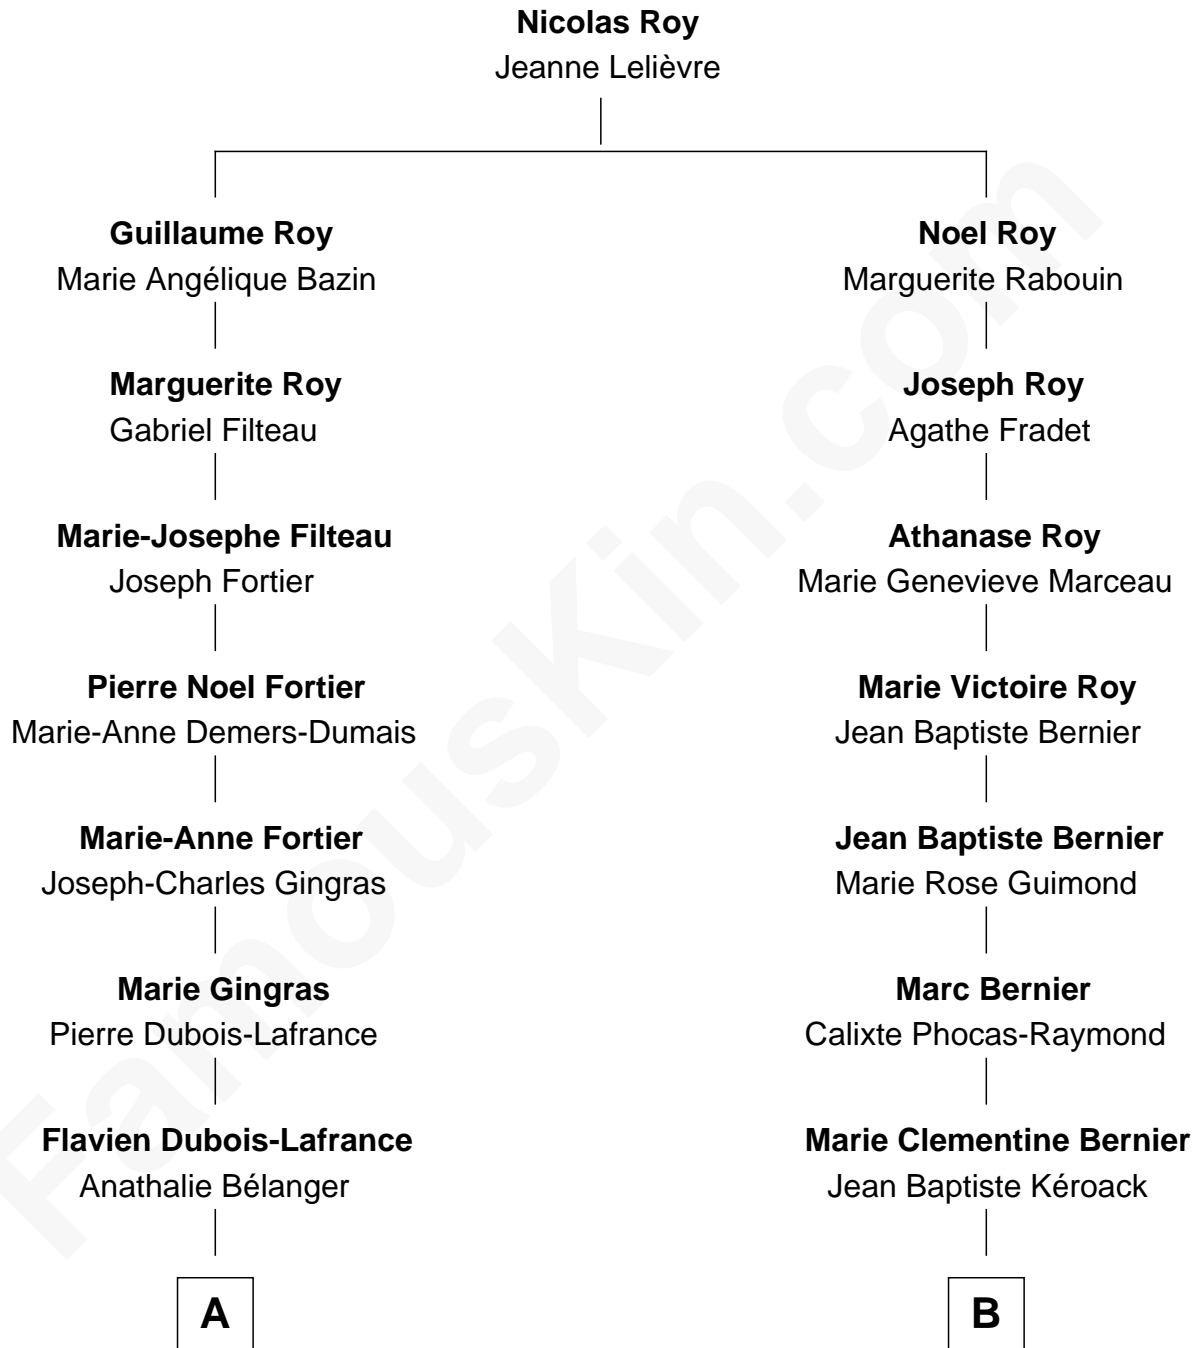 Nicolas Roy
Jeanne Lelièvre
Guillaume Roy
Marie Angélique Bazin
Marguerite Roy
Gabriel Filteau
Marie-Josephe Filteau
Joseph Fortier
Pierre Noel Fortier
Marie-Anne Demers-Dumais
Marie-Anne Fortier
Joseph-Charles Gingras
Marie Gingras
Pierre Dubois-Lafrance
Flavien Dubois-Lafrance
Anathalie Bélanger
A
Noel Roy
Marguerite Rabouin
Joseph Roy
Agathe Fradet
Athanase Roy
Marie Genevieve Marceau
Marie Victoire Roy
Jean Baptiste Bernier
Jean Baptiste Bernier
Marie Rose Guimond
Marc Bernier
Calixte Phocas-Raymond
Marie Clementine Bernier
Jean Baptiste Kéroack
B
FamousKin.com